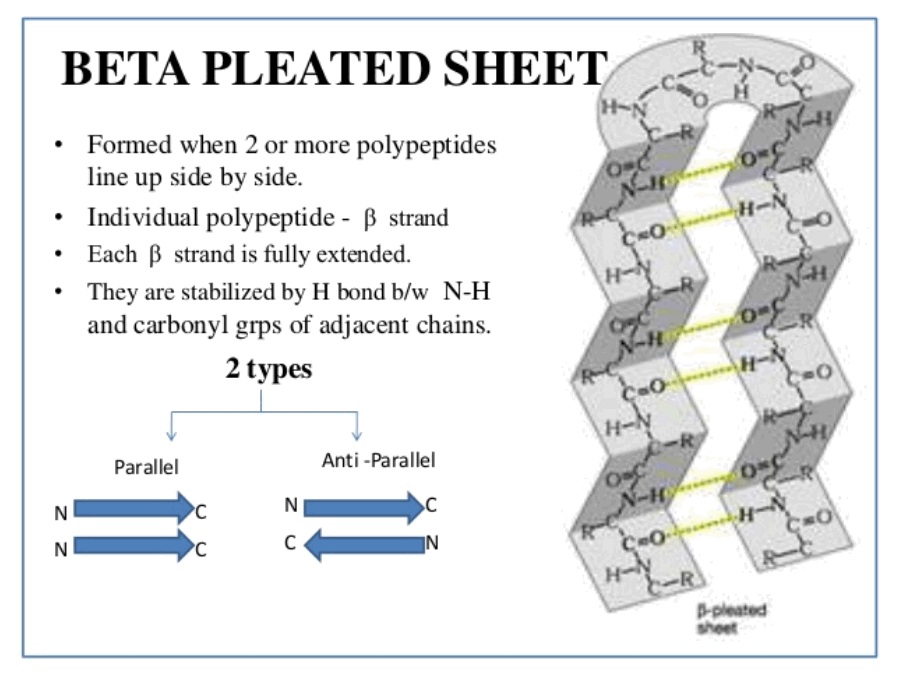 BETA PLEATED SHEET
• Formed when 2 or more polypeptides
line up side by side.
• Individual polypeptide - β strand
• Each β strand is fully extended.
• They are stabilized by H bond b/w N-H
and carbonyl grps of adjacent chains.
2 types
Parallel
Anti -Parallel
N C
N C
N C
C N
R
C N C O
H
C O
H-N
R N-H
C-R
O=C O=C
C-R
N-H
R-C
H-N
C=O C=O
H-N R-C
N-H
C-R
O=C O=C
C-R
N-H
H-N
R-C
C=O C=O
H-N R-C
N-H
C-R
O=C O=C
C-R
N-H
H-N
R-C
C=O C=O
H-N R-C
C-R
β-pleated
sheet